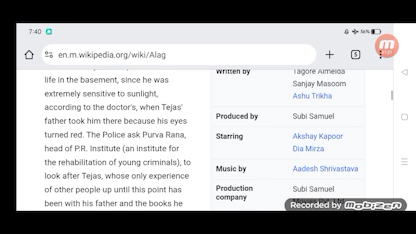 7:40
56%
en.m.wikipedia.org/wiki/Alag
5
life in the basement, since he was
extremely sensitive to sunlight,
according to the doctor's, when Tejas'
father took him there because his eyes
turned red. The Police ask Purva Rana,
head of P.R. Institute (an institute for
the rehabilitation of young criminals), to
look after Tejas, whose only experience
of other people up until this point has
been with his father and the books he
Written by
Tagore Almeida
Sanjay Masoom
Ashu Trikha
Produced by
Subi Samuel
Starring
Akshay Kapoor
Dia Mirza
Music by
Aadesh Shrivastava
Production
company
Subi Samuel
Recorded by mobizen